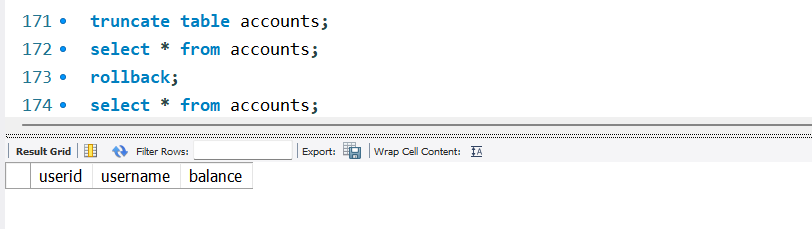 171 truncate table accounts;
172 select * from accounts;
173 rollback;
174 select * from accounts;
Result Grid Filter Rows: Export: Wrap Cell Content: IA
userid username balance